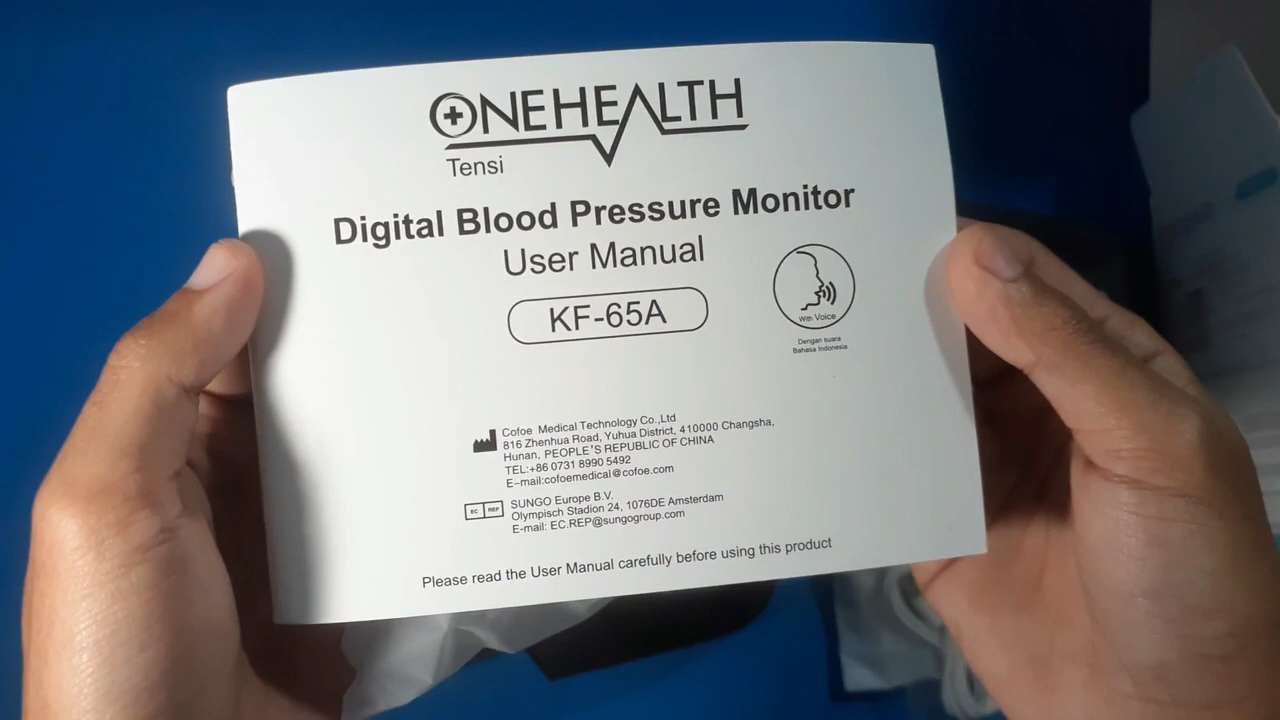 ONEHEALTH
Tensi
Digital Blood Pressure Monitor
User Manual
KF-65A
With Voice
Dengan suara
Bahasa Indonesia
Cofoe Medical Technology Co.,Ltd
816 Zhenhua Road, Yuhua District, 410000 Changsha,
Hunan, PEOPLE'S REPUBLIC OF CHINA
TEL:+86 0731 8990 5492
E-mail:cofoemedical@cofoe.com
EC REP
SUNGO Europe B.V.
Olympisch Stadion 24, 1076DE Amsterdam
E-mail: EC.REP@sungogroup.com
Please read the User Manual carefully before using this product